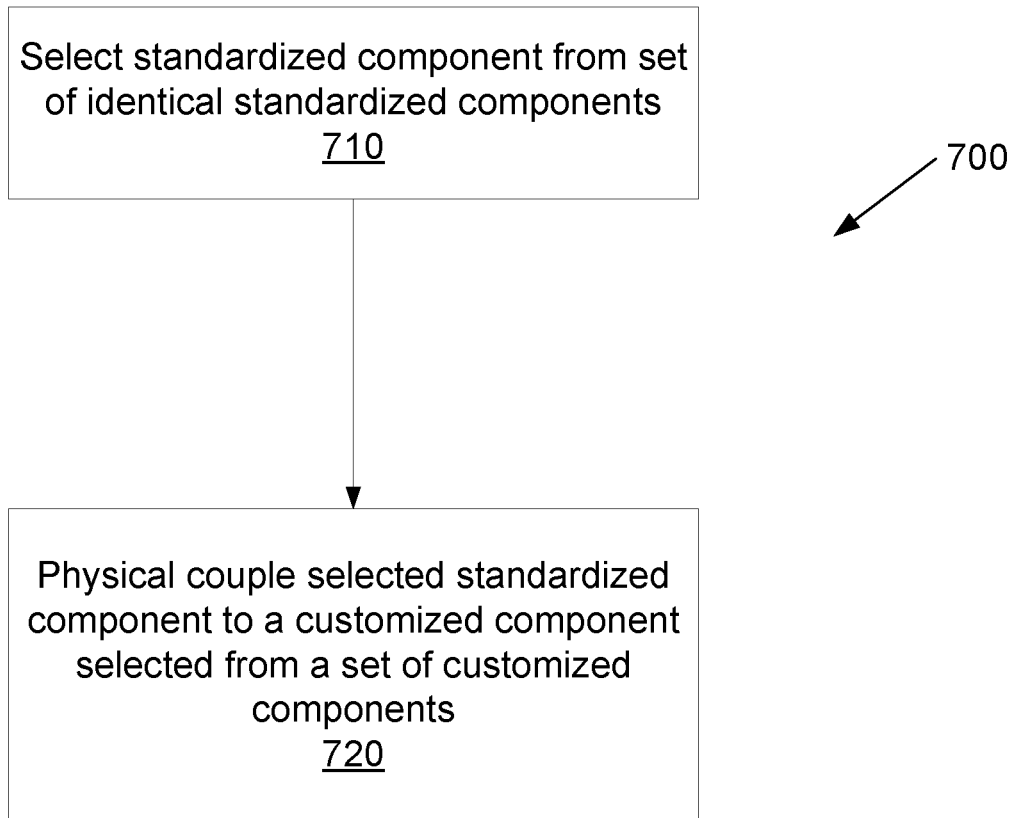 Select standardized component from set
of identical standardized components
710
700
Physical couple selected standardized
component to a customized component
selected from a set of customized
components
720